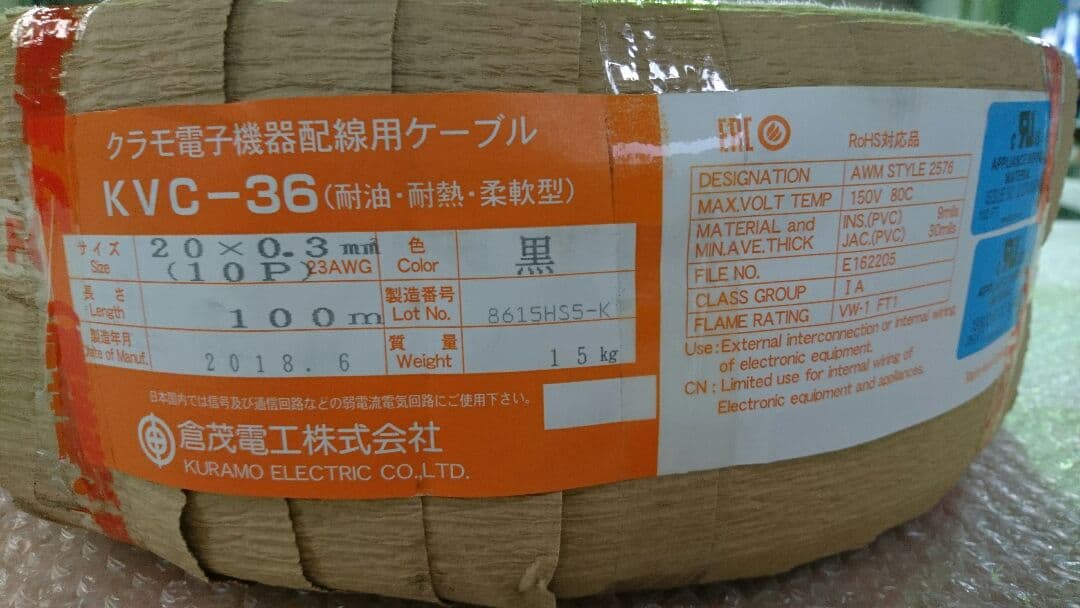 クラモ電子機器配線用ケーブル
KVC-36(耐油・耐熱・柔軟型)
サイズ Size 20×0.3mm² (10P) 23AWG 色 Color 黒
長さ Length 100m 製造番号 Lot No. 8615HS5-K
製造年月 Date of Manuf. 2018.6 質量 Weight 15kg
日本国内では信号及び通信回路などの弱電流電気回路にご使用下さい。
倉茂電工株式会社
KURAMO ELECTRIC CO.,LTD.
RoHS対応品
DESIGNATION AWM STYLE 2576
MAX.VOLT TEMP 150V 80C
MATERIAL and MIN.AVE.THICK INS.(PVC) 9mils JAC.(PVC) 30mils
FILE NO. E162205
CLASS GROUP I A
FLAME RATING VW-1 FT1
Use : External interconnection or internal wiring
of electronic equipment.
CN : Limited use for internal wiring of
Electronic equipment and appliances.
APPLIANCE WIRING
MATERIAL